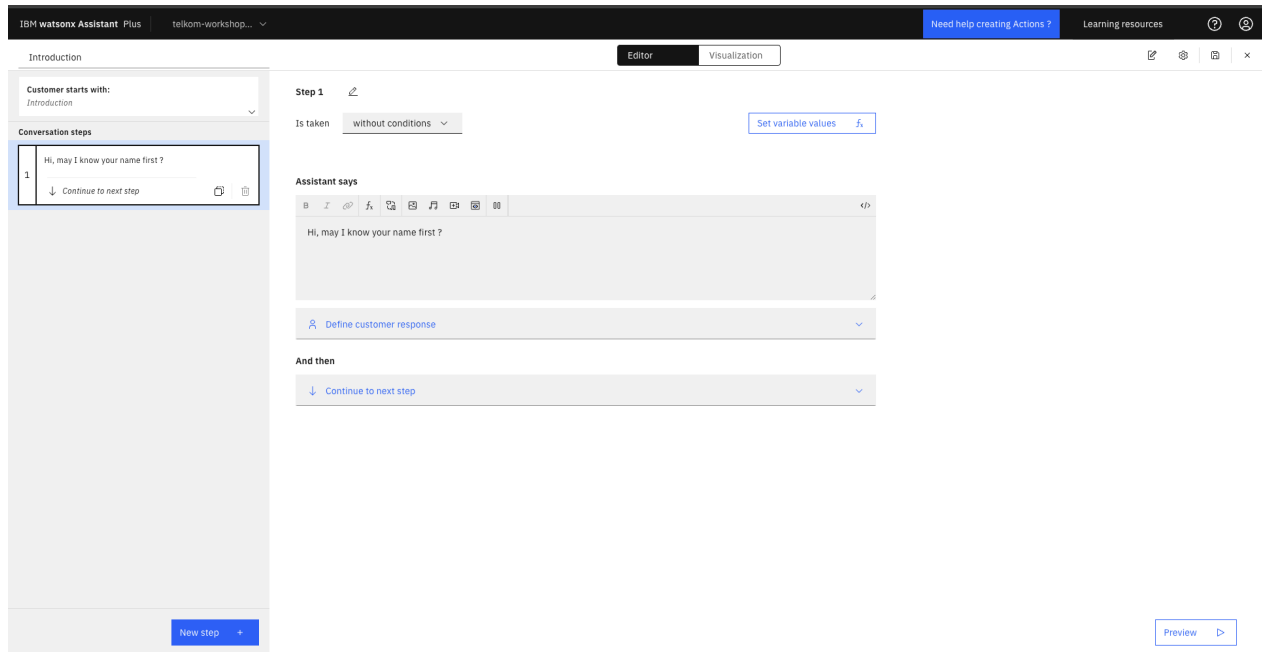 IBM watsonx Assistant Plus
telkom-workshop...
Need help creating Actions ?
Learning resources
Introduction
Editor
Visualization
Customer starts with:
Introduction
Conversation steps
1
Hi, may I know your name first ?
Continue to next step
New step +
Step 1
Is taken
without conditions
Set variable values fx
Assistant says
B I fx </>
Hi, may I know your name first ?
Define customer response
And then
Continue to next step
Preview